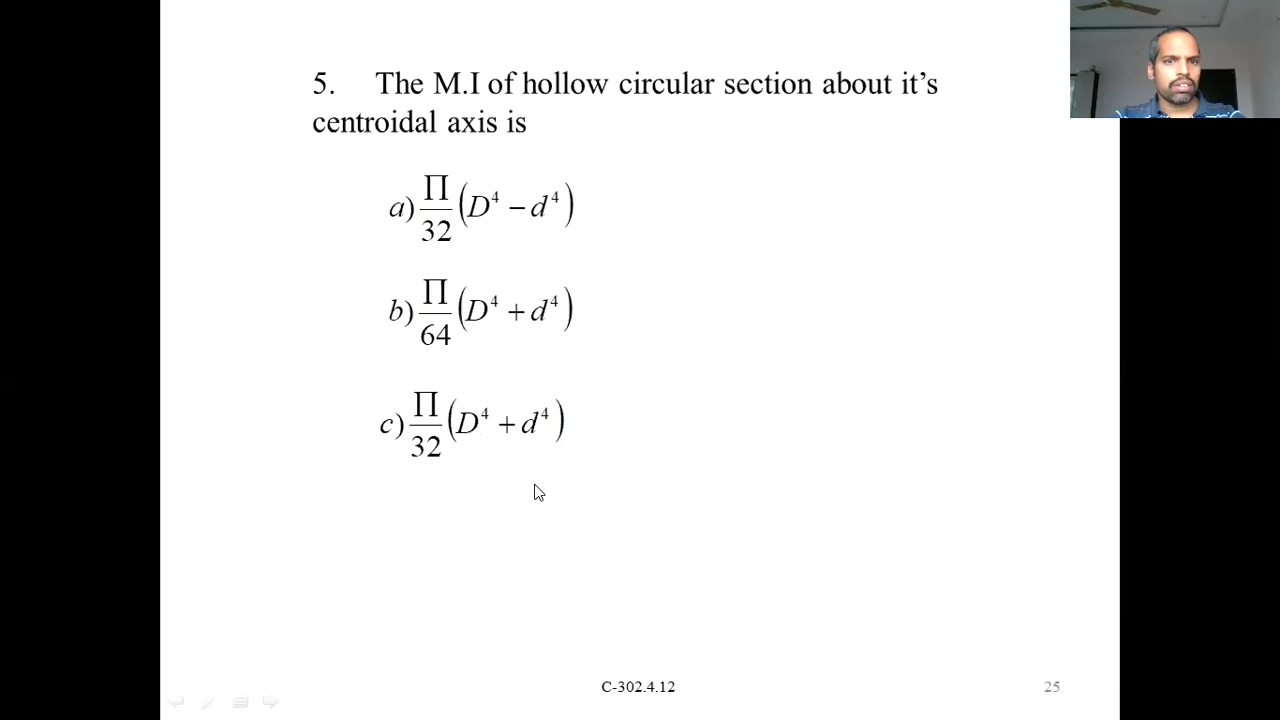 5. The M.I of hollow circular section about it’s
centroidal axis is
a) ∏/32 (D⁴ − d⁴)
b) ∏/64 (D⁴ + d⁴)
c) ∏/32 (D⁴ + d⁴)
C-302.4.12
25